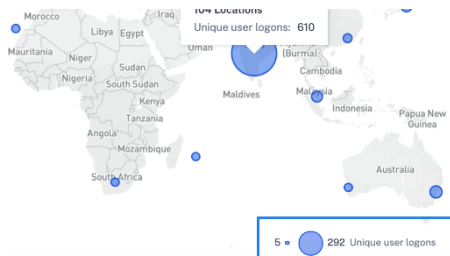 Morocco
Iraq
104 Locations
Libya
Egypt
Unique user logons: 610
Oman
(Burma)
Mauritania
Niger
Sudan
Cambodia
Nigeria
South Sudan
Malaysia
Kenya
Maldives
Indonesia
Tanzania
Papua New
Guinea
Angola
Mozambique
Australia
South Africa
5
292 Unique user logons